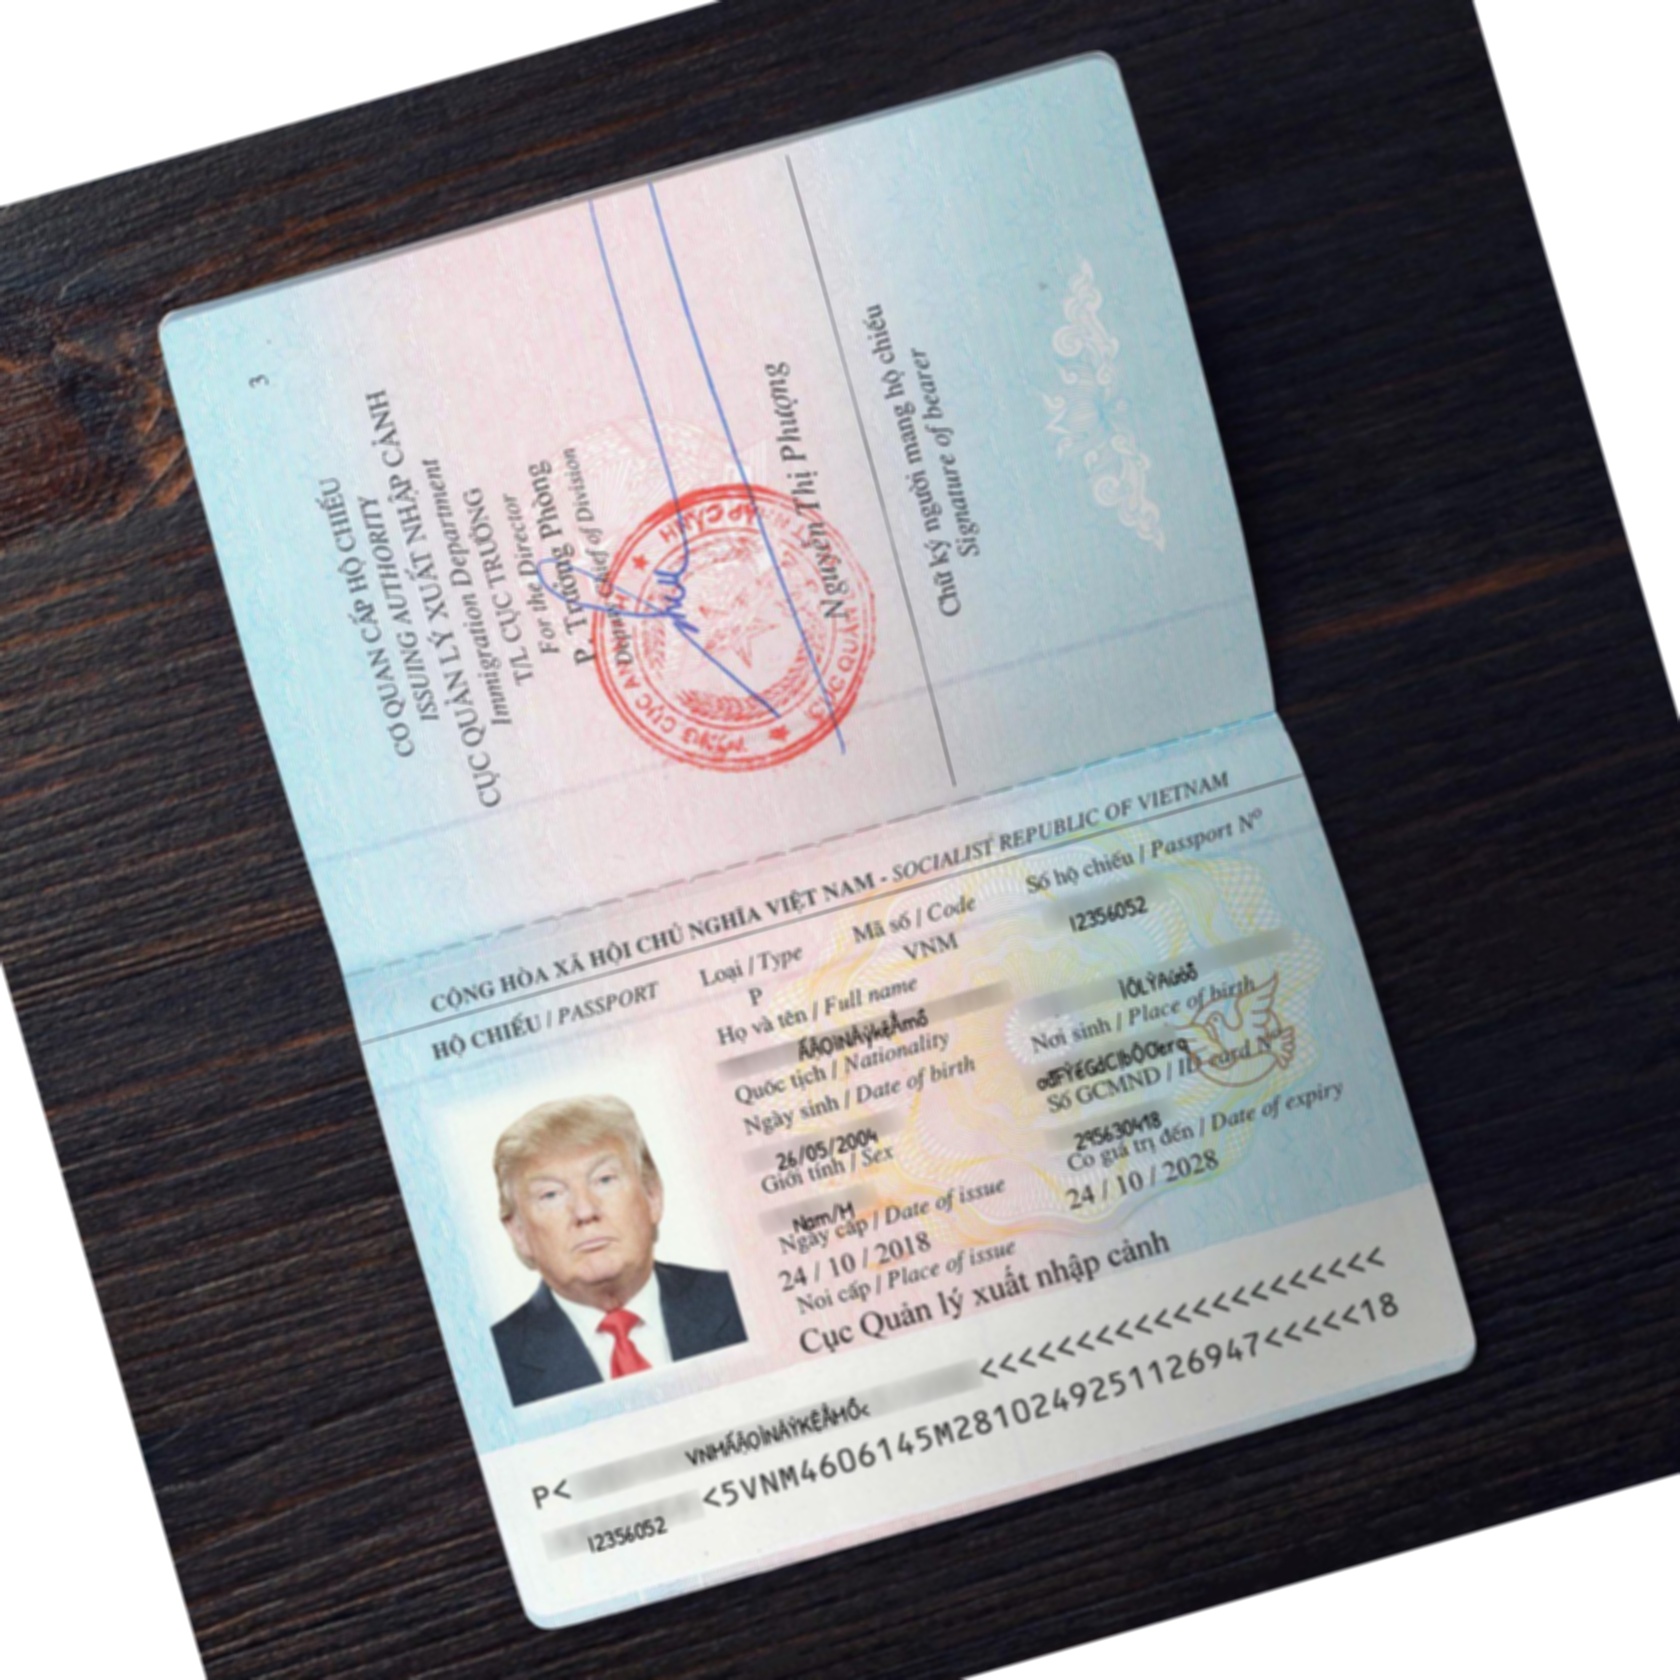 3
CƠ QUAN CẤP HỘ CHIẾU
ISSUING AUTHORITY
CỤC QUẢN LÝ XUẤT NHẬP CẢNH
Immigration Department
T/L CỤC TRƯỞNG
For the Director
P. Trưởng Phòng
Deputy Chief of Division
Nguyễn Thị Phượng
Chữ ký người mang hộ chiếu
Signature of bearer
CỘNG HÒA XÃ HỘI CHỦ NGHĨA VIỆT NAM - SOCIALIST REPUBLIC OF VIETNAM
HỘ CHIẾU / PASSPORT
Loại / Type
Mã số / Code
Số hộ chiếu / Passport Nº
P
VNM
12356052
Họ và tên / Full name
Quốc tịch / Nationality
Nơi sinh / Place of birth
Ngày sinh / Date of birth
Số GCMND / ID card Nº
26/05/2004
295630418
Giới tính / Sex
Có giá trị đến / Date of expiry
Nam/M
24 / 10 / 2028
Ngày cấp / Date of issue
24 / 10 / 2018
Nơi cấp / Place of issue
Cục Quản lý xuất nhập cảnh
P< <<<<<<<<<<<<<<<<<<<<
12356052 <5VNM4606145M2810249251126947<<<<<18